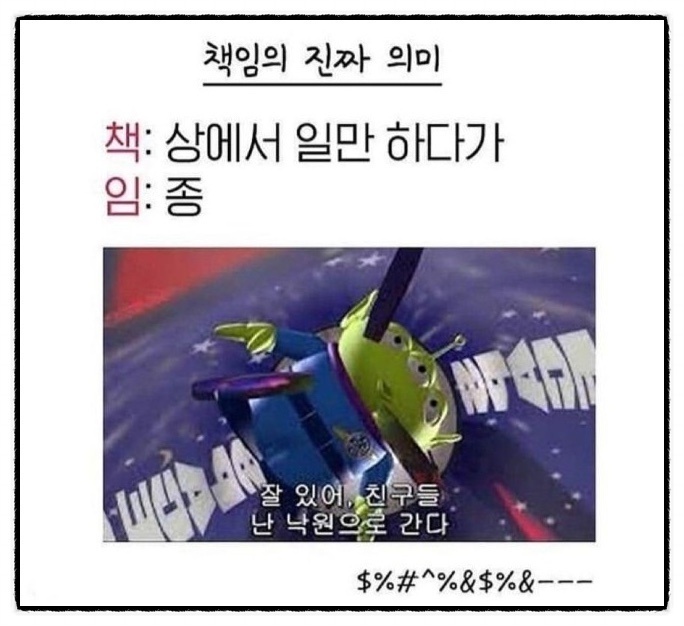 책임의 진짜 의미
책: 상에서 일만 하다가
임: 종
잘 있어, 친구들
난 낙원으로 간다
$%#^%&$%&---